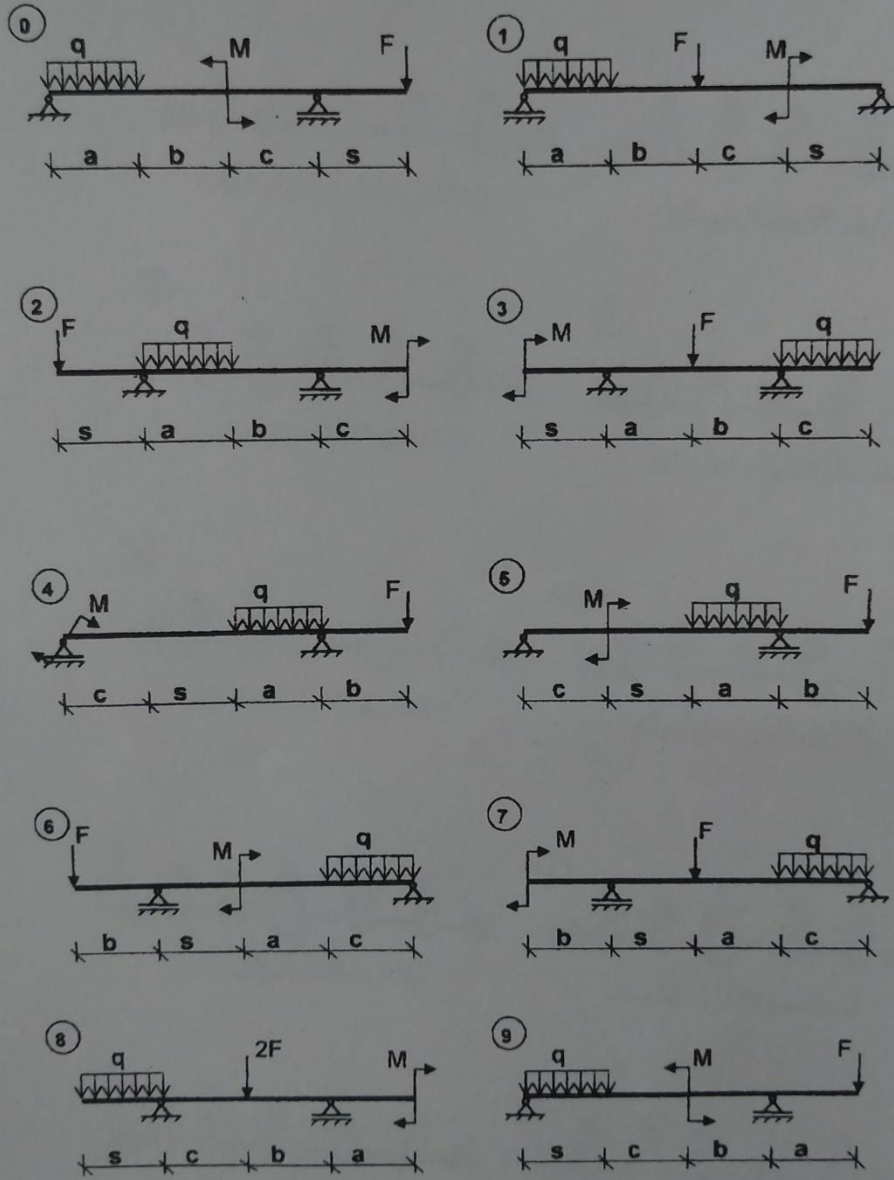 0
q M F
a b c s
1
q F M
a b c s
2
F q M
s a b c
3
M F q
s a b c
4
M q F
c s a b
5
M q F
c s a b
6
F M q
b s a c
7
M F q
b s a c
8
q 2F M
s c b a
9
q M F
s c b a